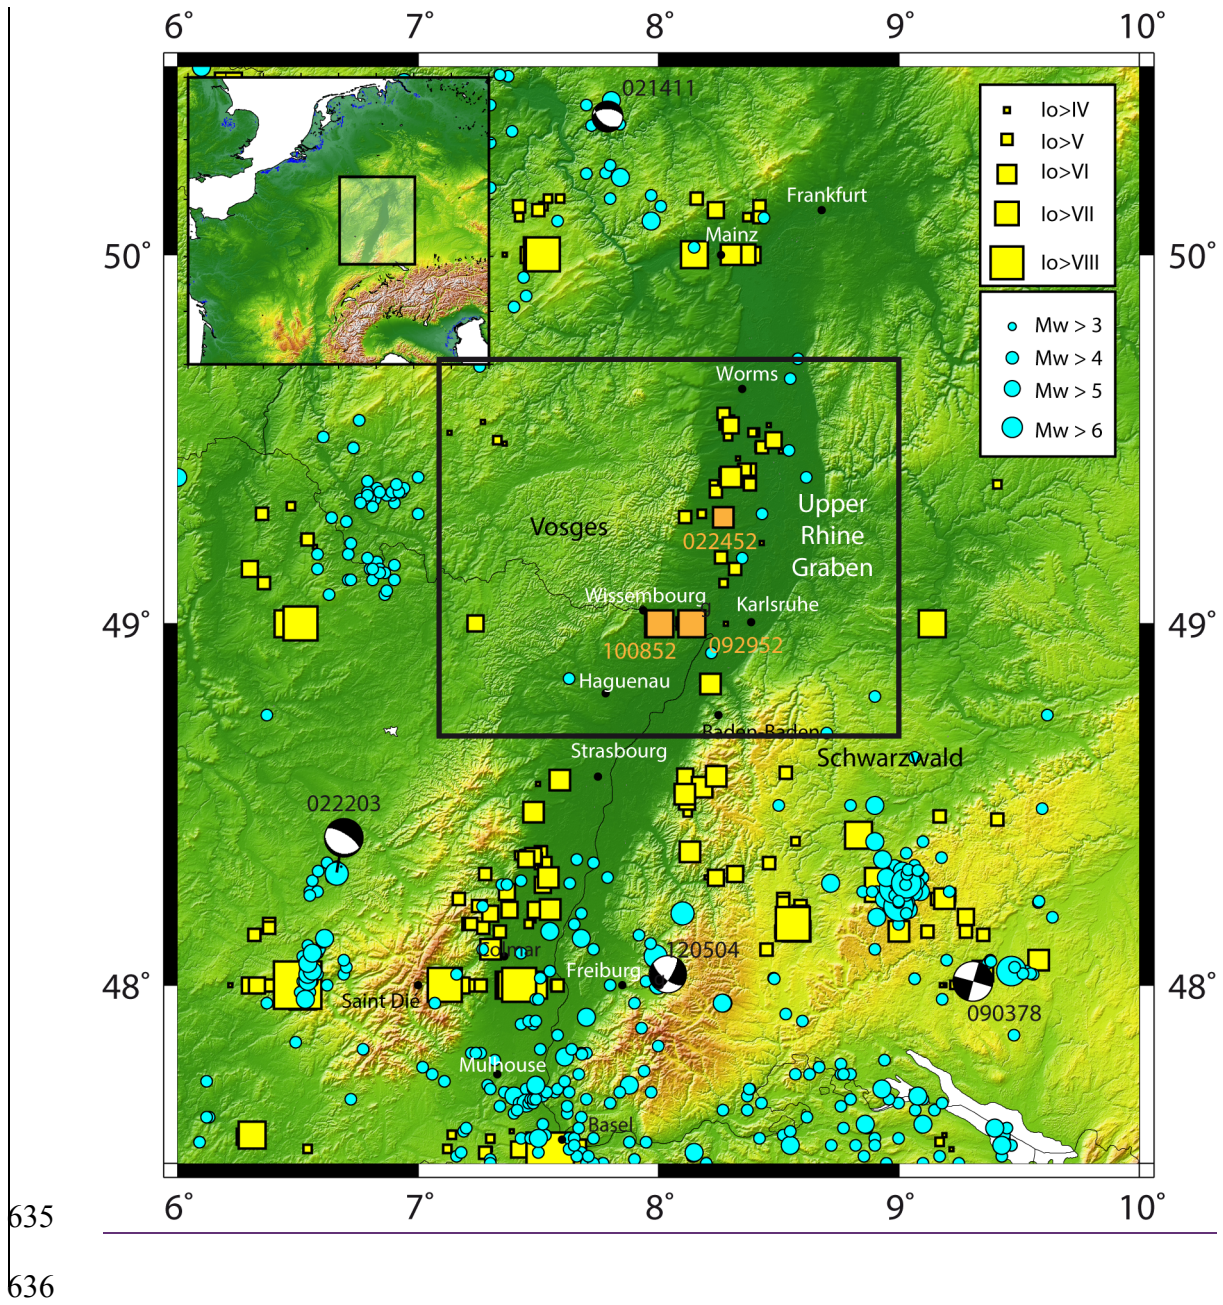 6° 7° 8° 9° 10°
021411
Io>IV
Io>V
Io>VI
Io>VII
Io>VIII
Frankfurt
Mainz
50° 50°
Mw > 3
Mw > 4
Mw > 5
Mw > 6
Worms
Upper
Rhine
Graben
Vosges
022452
Wissembourg
Karlsruhe
49° 49°
100852 092952
Haguenau
Baden-Baden
Strasbourg
Schwarzwald
022203
Colmar
120504
Freiburg
48° 48°
Saint Die
090378
Mulhouse
Basel
6° 7° 8° 9° 10°
635
636